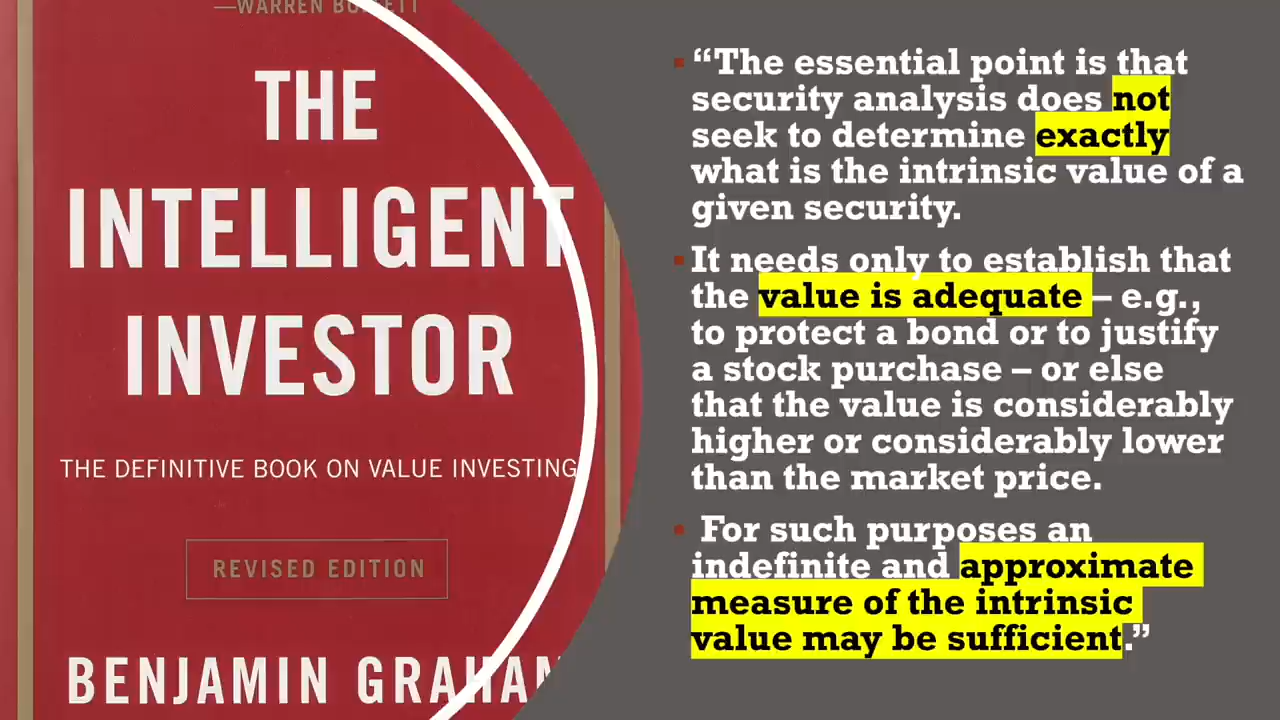 —WARREN BUFFETT
THE
INTELLIGENT
INVESTOR
THE DEFINITIVE BOOK ON VALUE INVESTING
REVISED EDITION
BENJAMIN GRAHAM
“The essential point is that
security analysis does not
seek to determine exactly
what is the intrinsic value of a
given security.
It needs only to establish that
the value is adequate – e.g.,
to protect a bond or to justify
a stock purchase – or else
that the value is considerably
higher or considerably lower
than the market price.
For such purposes an
indefinite and approximate
measure of the intrinsic
value may be sufficient.”